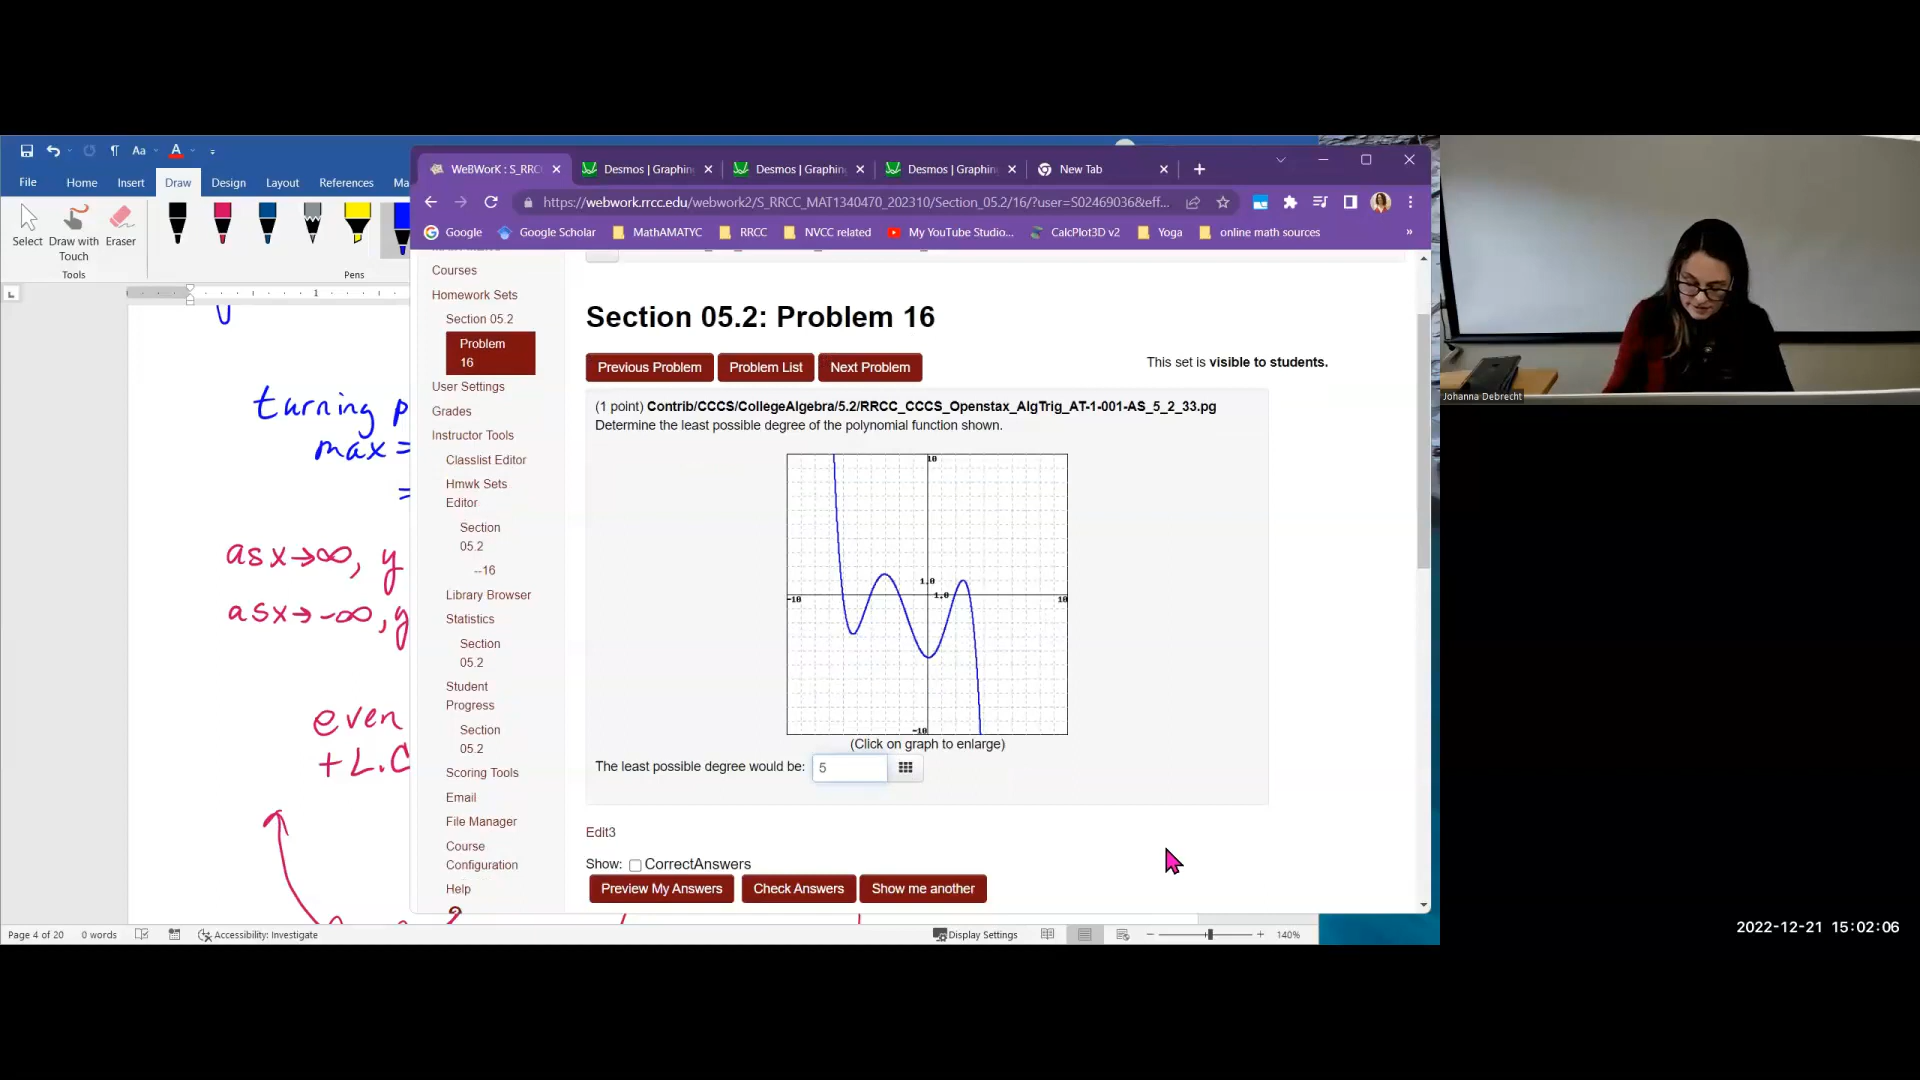 WeBWorK : S_RRC
Desmos | Graphin
Desmos | Graphin
Desmos | Graphin
New Tab
https://webwork.rrcc.edu/webwork2/S_RRCC_MAT1340470_202310/Section_05.2/16/?user=S02469036&eff...
Google
Google Scholar
MathAMATYC
RRCC
NVCC related
My YouTube Studio...
CalcPlot3D v2
Yoga
online math sources
»
File
Home
Insert
Draw
Design
Layout
References
Ma
Select
Draw with
Touch
Eraser
Tools
Pens
1
turning p
max =
=
as x→∞, y
as x→-∞, y
even
+ L.C
Courses
Homework Sets
Section 05.2
Problem
16
User Settings
Grades
Instructor Tools
Classlist Editor
Hmwk Sets
Editor
Section
05.2
--16
Library Browser
Statistics
Section
05.2
Student
Progress
Section
05.2
Scoring Tools
Email
File Manager
Course
Configuration
Help
Section 05.2: Problem 16
Previous Problem
Problem List
Next Problem
This set is visible to students.
(1 point) Contrib/CCCS/CollegeAlgebra/5.2/RRCC_CCCS_Openstax_AlgTrig_AT-1-001-AS_5_2_33.pg
Determine the least possible degree of the polynomial function shown.
10
1.0
-10
1.0
10
-10
(Click on graph to enlarge)
The least possible degree would be: 5
Edit3
Show: CorrectAnswers
Preview My Answers
Check Answers
Show me another
Page 4 of 20
0 words
Accessibility: Investigate
Display Settings
140%
Johanna Debrecht
2022-12-21 15:02:06